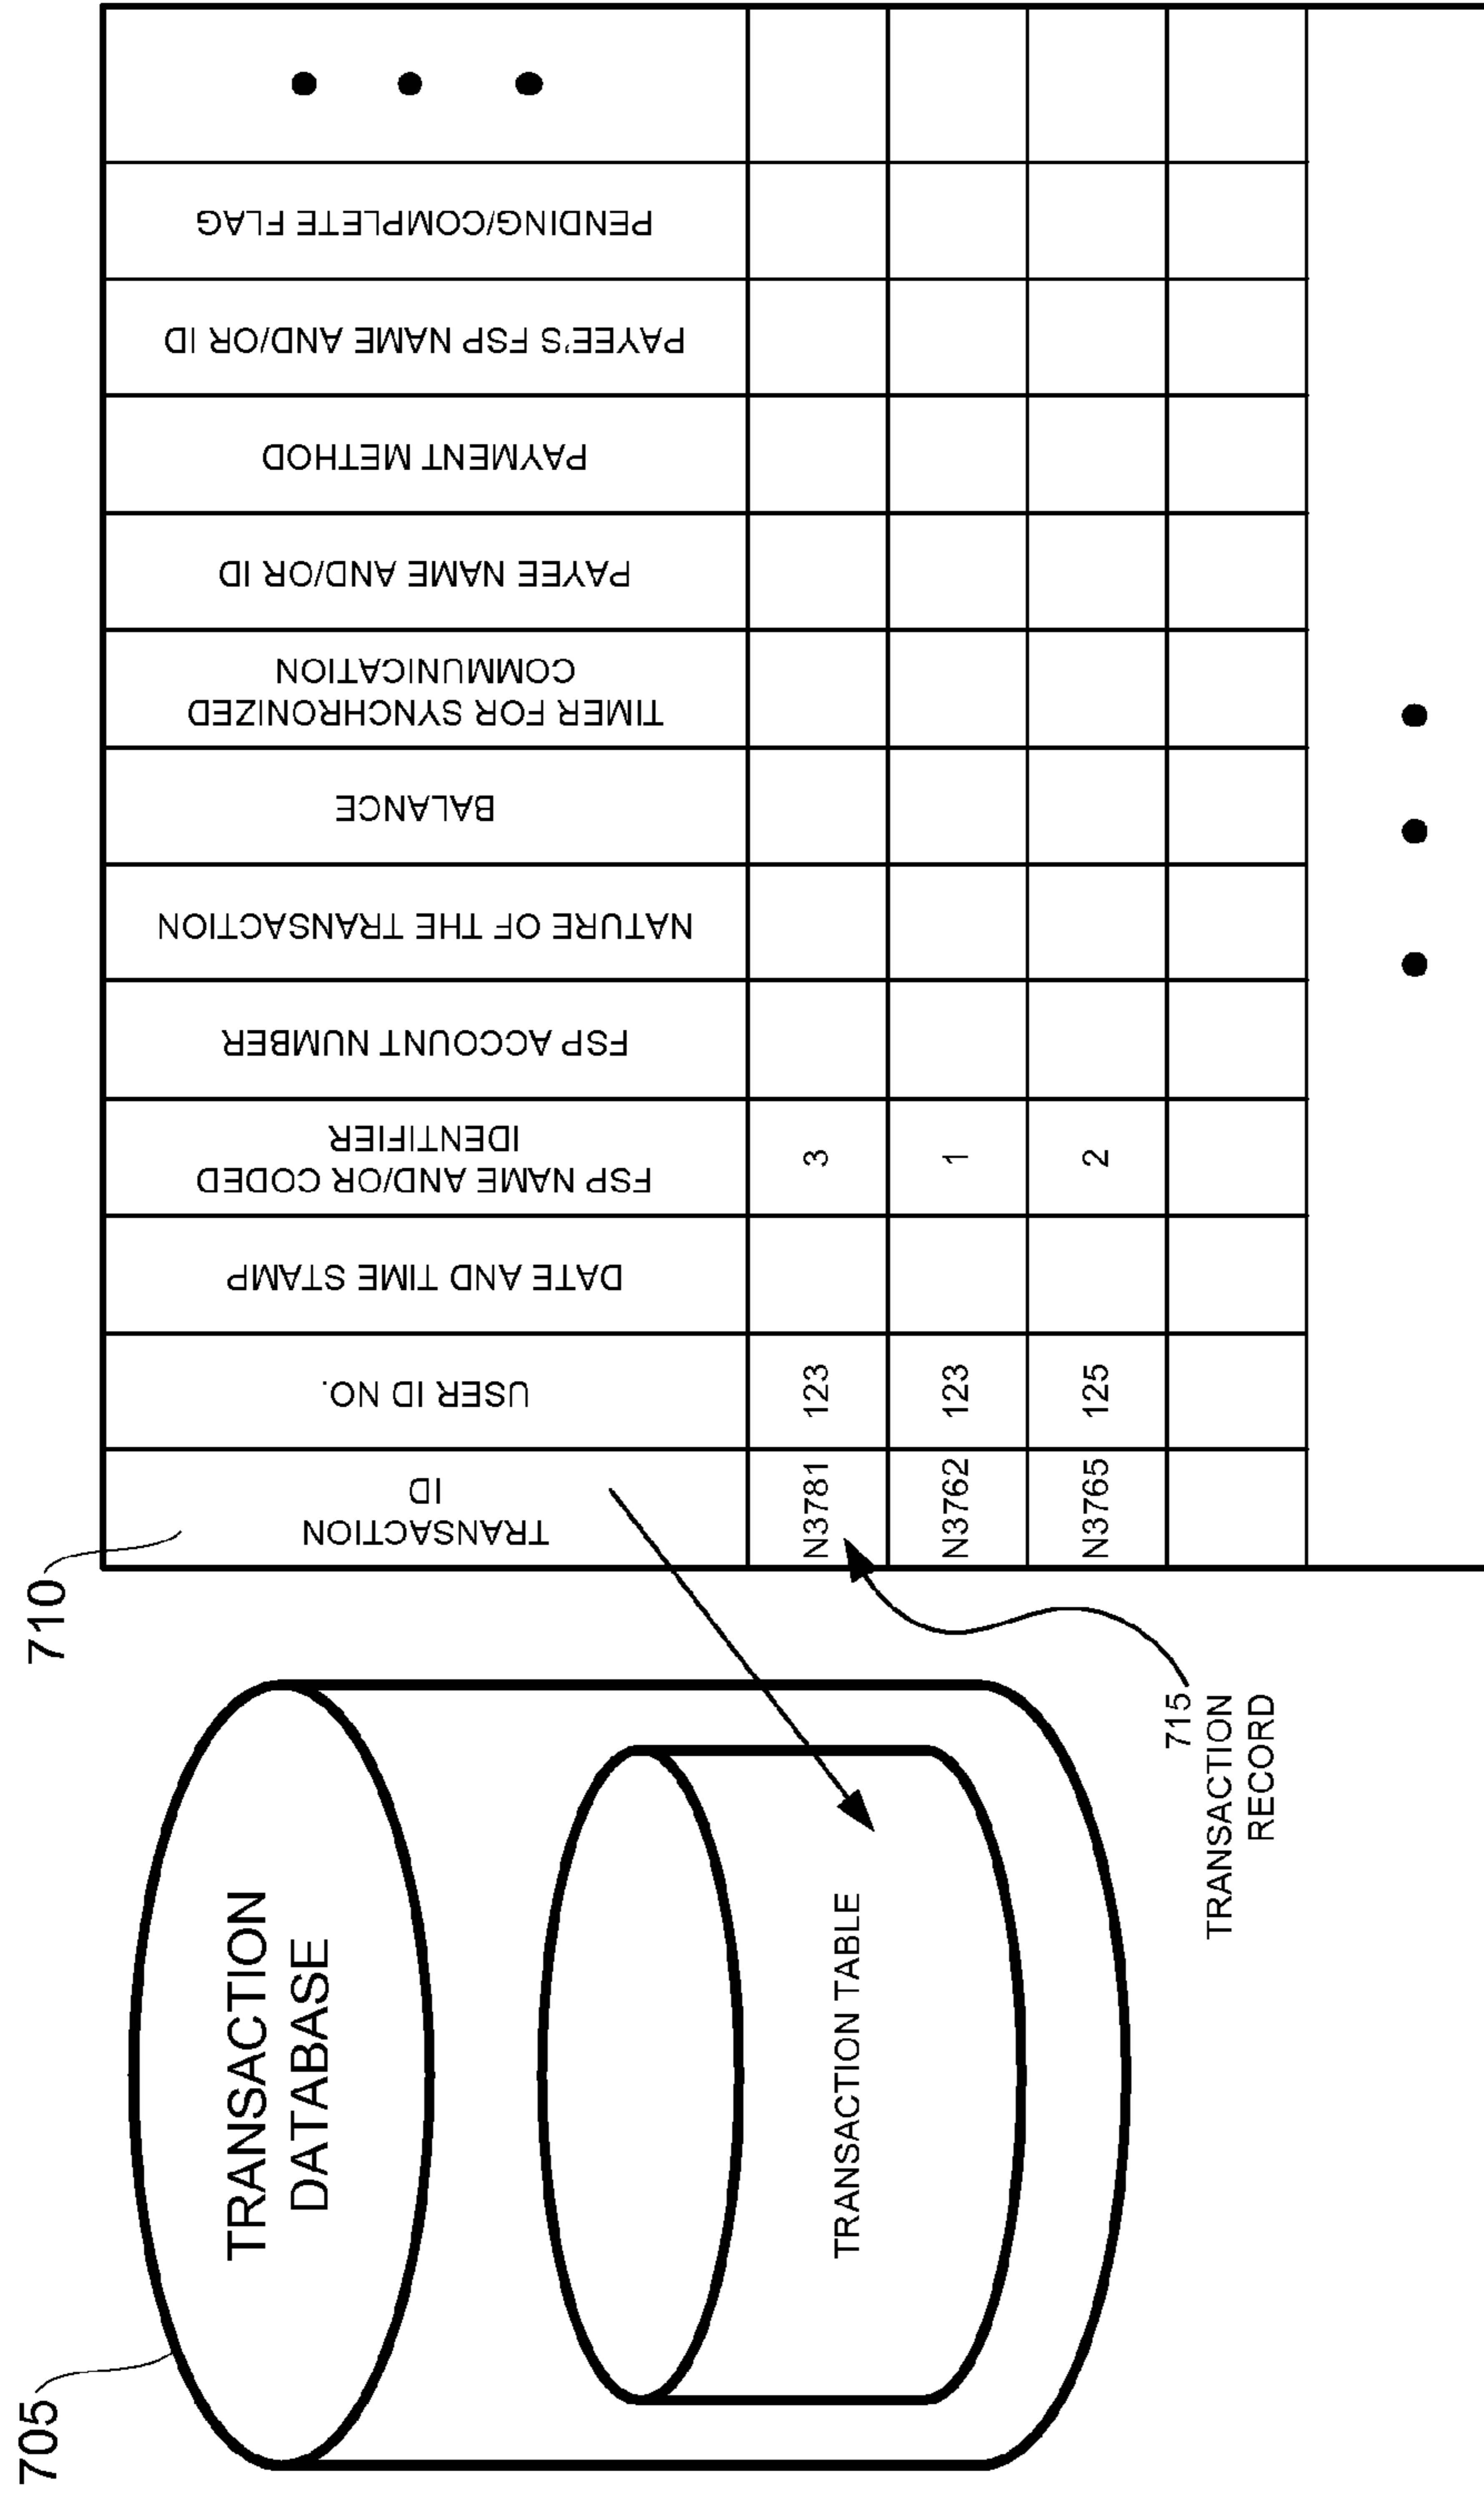 705
TRANSACTION
DATABASE
TRANSACTION TABLE
710
715
TRANSACTION
RECORD
TRANSACTION
ID
USER ID NO.
DATE AND TIME STAMP
FSP NAME AND/OR CODED
IDENTIFIER
FSP ACCOUNT NUMBER
NATURE OF THE TRANSACTION
BALANCE
TIMER FOR SYNCHRONIZED
COMMUNICATION
PAYEE NAME AND/OR ID
PAYMENT METHOD
PAYEE'S FSP NAME AND/OR ID
PENDING/COMPLETE FLAG
N3781 123 3
N3762 123 1
N3765 125 2